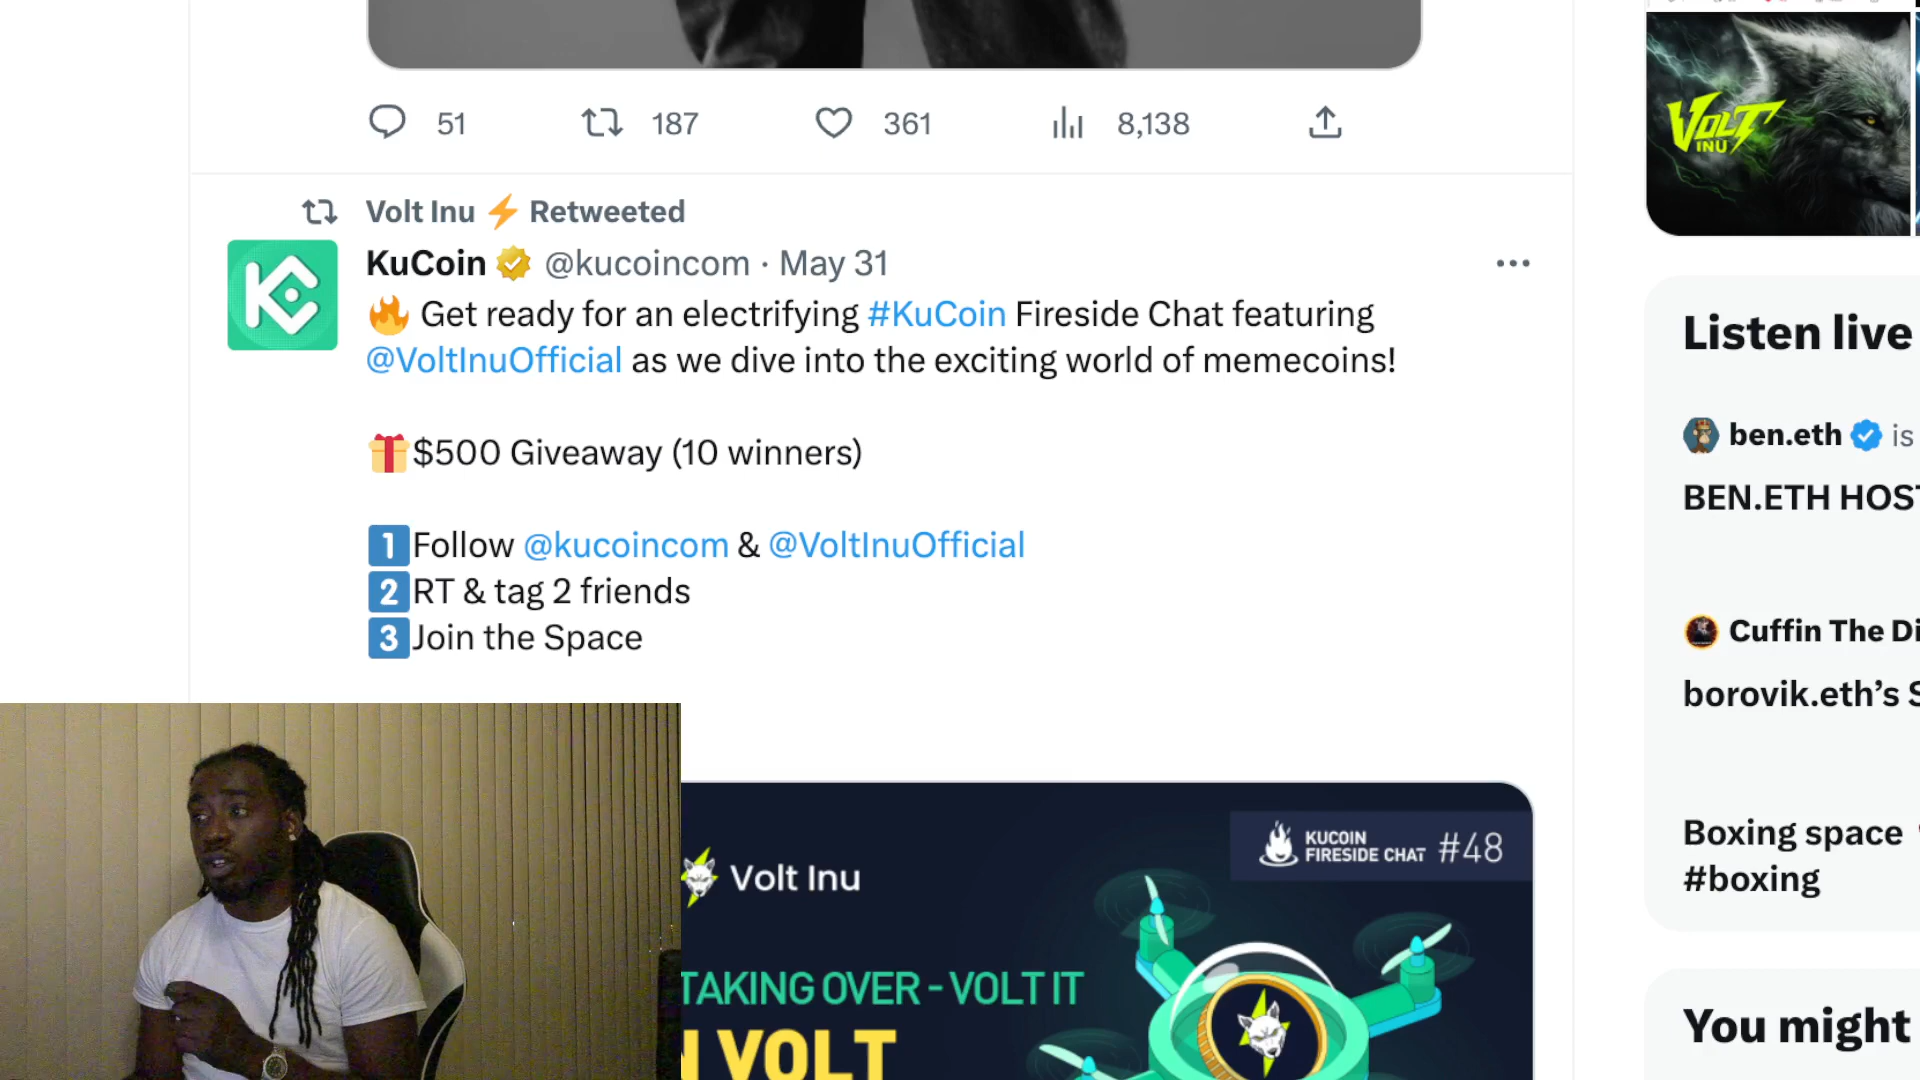 VOLT
INU
51 187 361 8,138
Volt Inu ⚡ Retweeted
KuCoin @kucoincom · May 31
🔥 Get ready for an electrifying #KuCoin Fireside Chat featuring
@VoltInuOfficial as we dive into the exciting world of memecoins!
🎁$500 Giveaway (10 winners)
1️⃣Follow @kucoincom & @VoltInuOfficial
2️⃣RT & tag 2 friends
3️⃣Join the Space
Volt Inu
KUCOIN
FIRESIDE CHAT #48
TAKING OVER - VOLT IT
VOLT
Listen live
ben.eth is
BEN.ETH HOST
Cuffin The Di
borovik.eth’s S
Boxing space
#boxing
You might